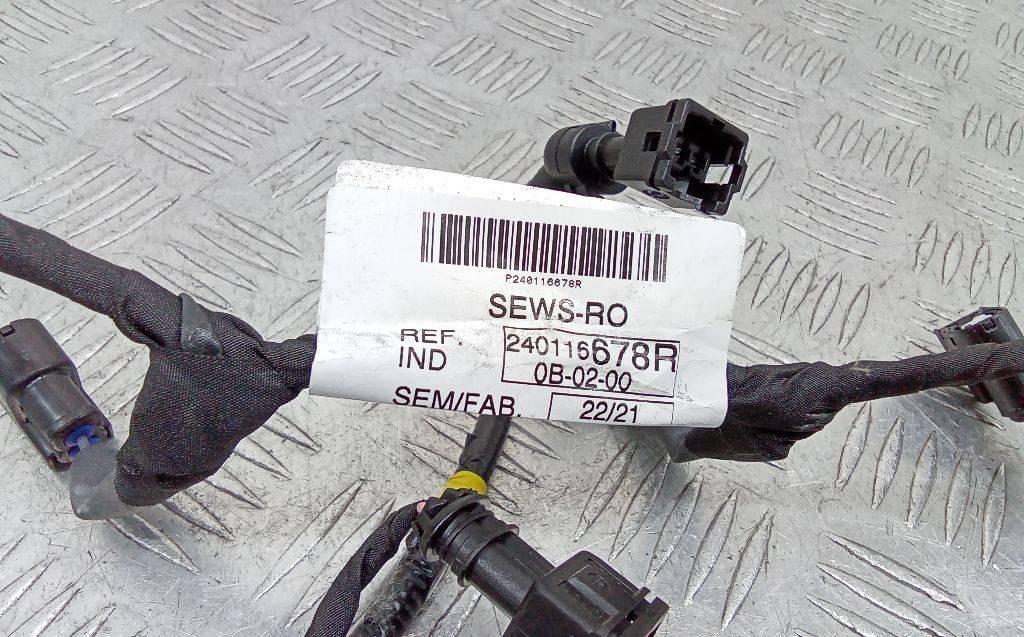 P240116678R
SEWS-RO
REF. 240116678R
IND 0B-02-00
SEM/FAB. 22/21